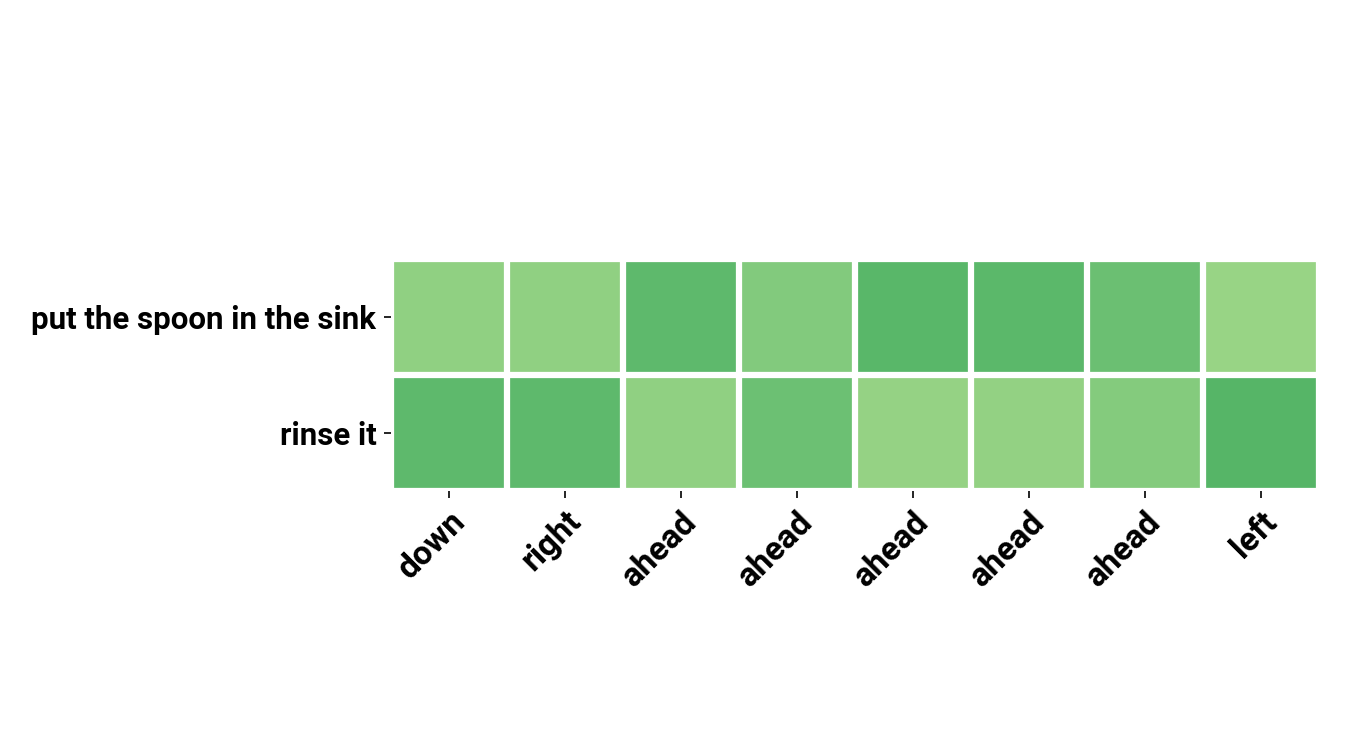 put the spoon in the sink
rinse it
down
right
ahead
ahead
ahead
ahead
ahead
left